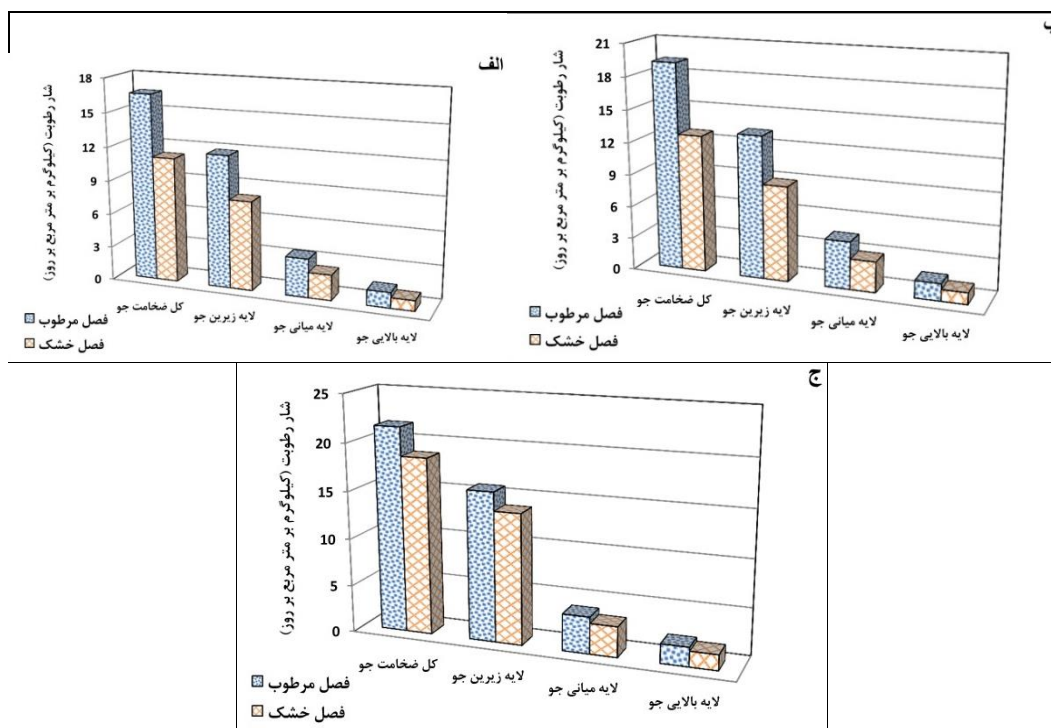 الف
شار رطوبت (کیلوگرم بر متر مربع بر روز)
18
15
12
9
6
3
0
کل ضخامت جو
لایه زیرین جو
لایه میانی جو
لایه بالایی جو
فصل مرطوب
فصل خشک
شار رطوبت (کیلوگرم بر متر مربع بر روز)
21
18
15
12
9
6
3
0
کل ضخامت جو
لایه زیرین جو
لایه میانی جو
لایه بالایی جو
فصل مرطوب
فصل خشک
ج
شار رطوبت (کیلوگرم بر متر مربع بر روز)
25
20
15
10
5
0
کل ضخامت جو
لایه زیرین جو
لایه میانی جو
لایه بالایی جو
فصل مرطوب
فصل خشک